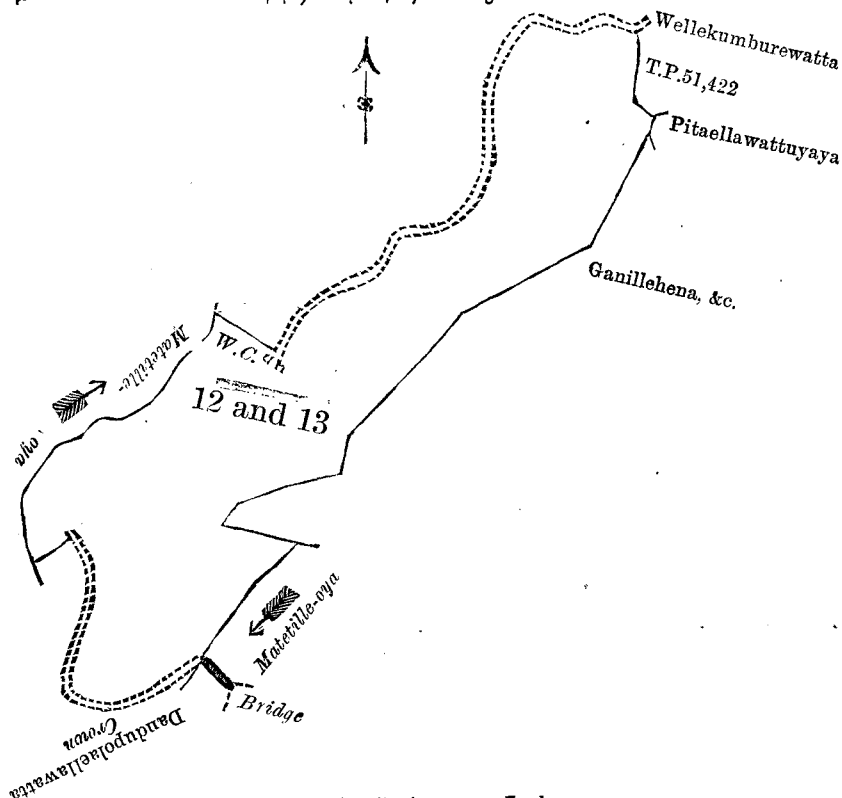 Wellekumburewatta
T.P.51,422
Pitaellawattuyaya
Ganillehena, &c.
W.C.
Matetille-
oya
12 and 13
Matetille-oya
Bridge
Dandupolaellawatta
Crown